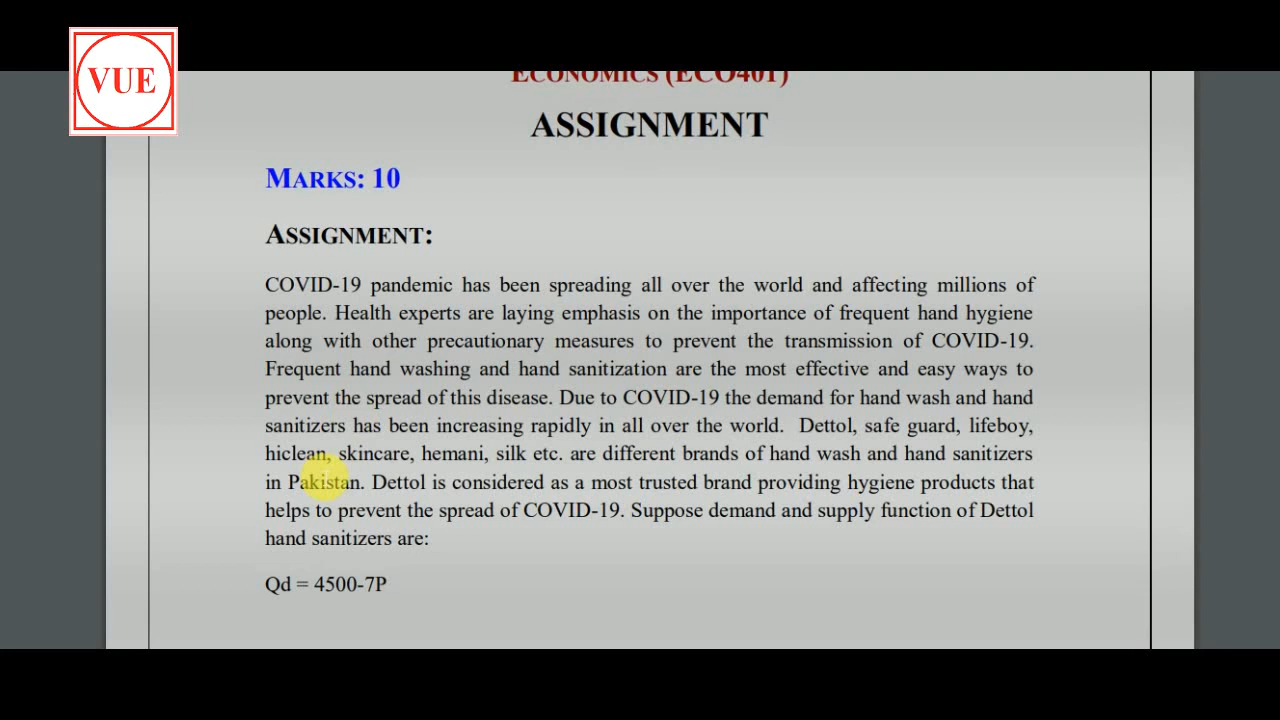 VUE
ECONOMICS (ECO401)
ASSIGNMENT
MARKS: 10
ASSIGNMENT:
COVID-19 pandemic has been spreading all over the world and affecting millions of
people. Health experts are laying emphasis on the importance of frequent hand hygiene
along with other precautionary measures to prevent the transmission of COVID-19.
Frequent hand washing and hand sanitization are the most effective and easy ways to
prevent the spread of this disease. Due to COVID-19 the demand for hand wash and hand
sanitizers has been increasing rapidly in all over the world. Dettol, safe guard, lifeboy,
hiclean, skincare, hemani, silk etc. are different brands of hand wash and hand sanitizers
in Pakistan. Dettol is considered as a most trusted brand providing hygiene products that
helps to prevent the spread of COVID-19. Suppose demand and supply function of Dettol
hand sanitizers are:
Qd = 4500-7P